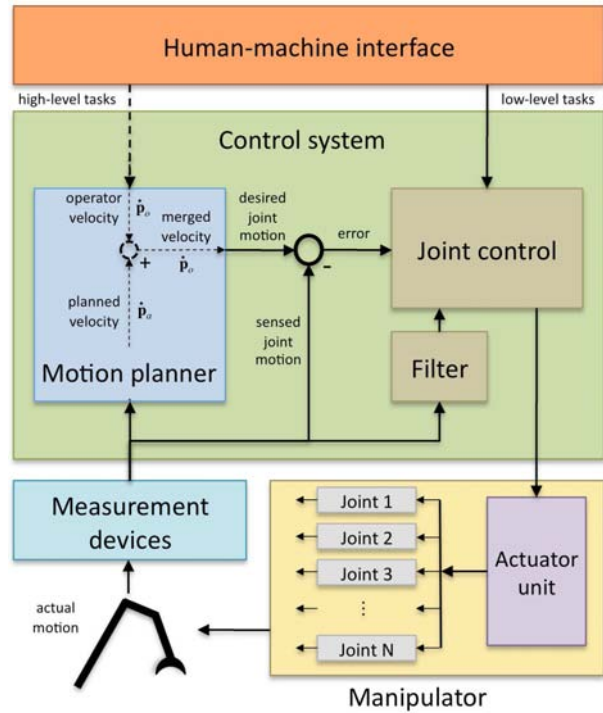 Human-machine interface
high-level tasks
low-level tasks
Control system
operator
velocity
ṗₒ
merged
velocity
ṗₒ
desired
joint
motion
error
Joint control
+
-
planned
velocity
ṗₐ
sensed
joint
motion
Motion planner
Filter
Measurement
devices
Joint 1
Joint 2
Joint 3
⋮
Joint N
Actuator
unit
actual
motion
Manipulator